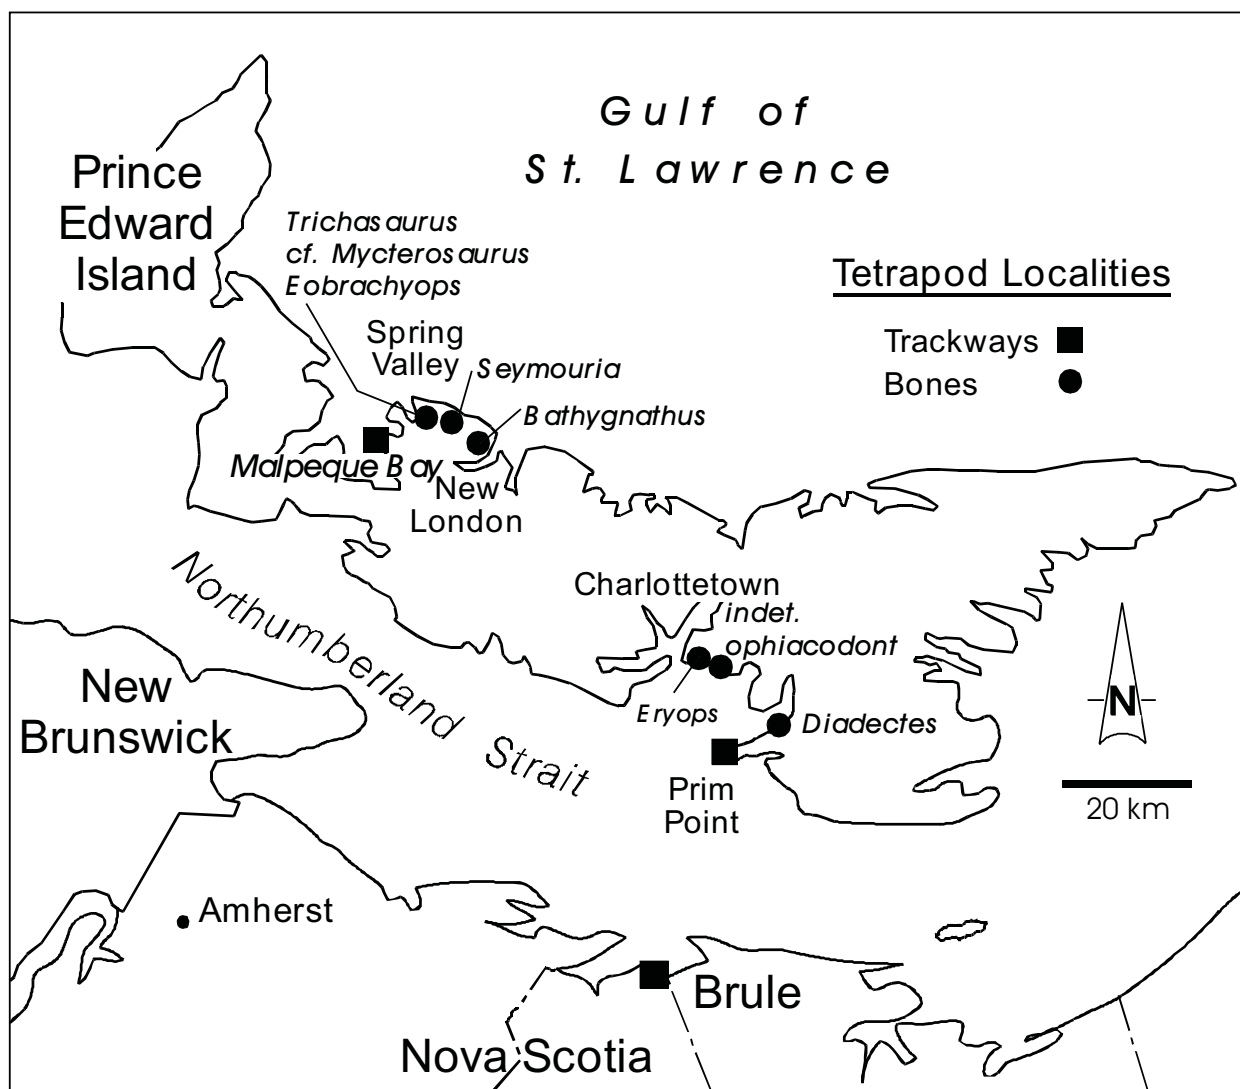 Gulf of
St. Lawrence
Prince
Edward
Island
Trichasaurus
cf. Mycterosaurus
Eobrachyops
Tetrapod Localities
Trackways
Bones
Spring
Valley
Seymouria
Bathygnathus
Malpeque Bay
New
London
Charlottetown
indet.
ophiacodont
Eryops
Diadectes
Prim
Point
Northumberland Strait
New
Brunswick
N
20 km
Amherst
Brule
Nova Scotia